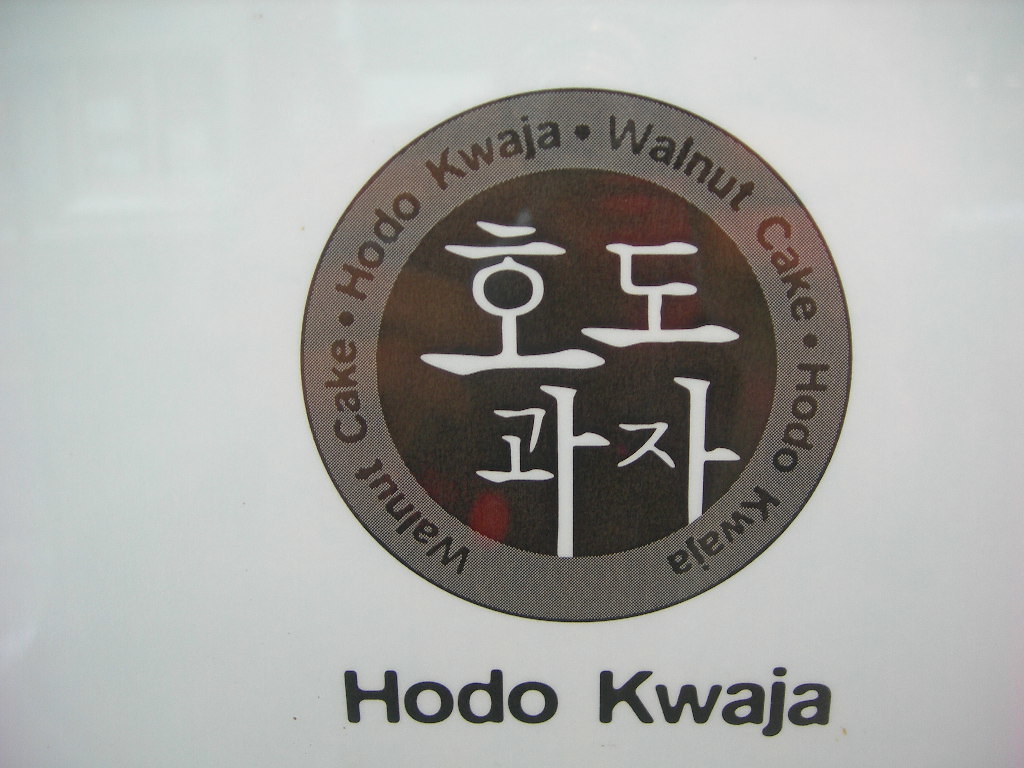 Walnut Cake • Hodo Kwaja • Walnut Cake • Hodo Kwaja
호도
과자
Hodo Kwaja